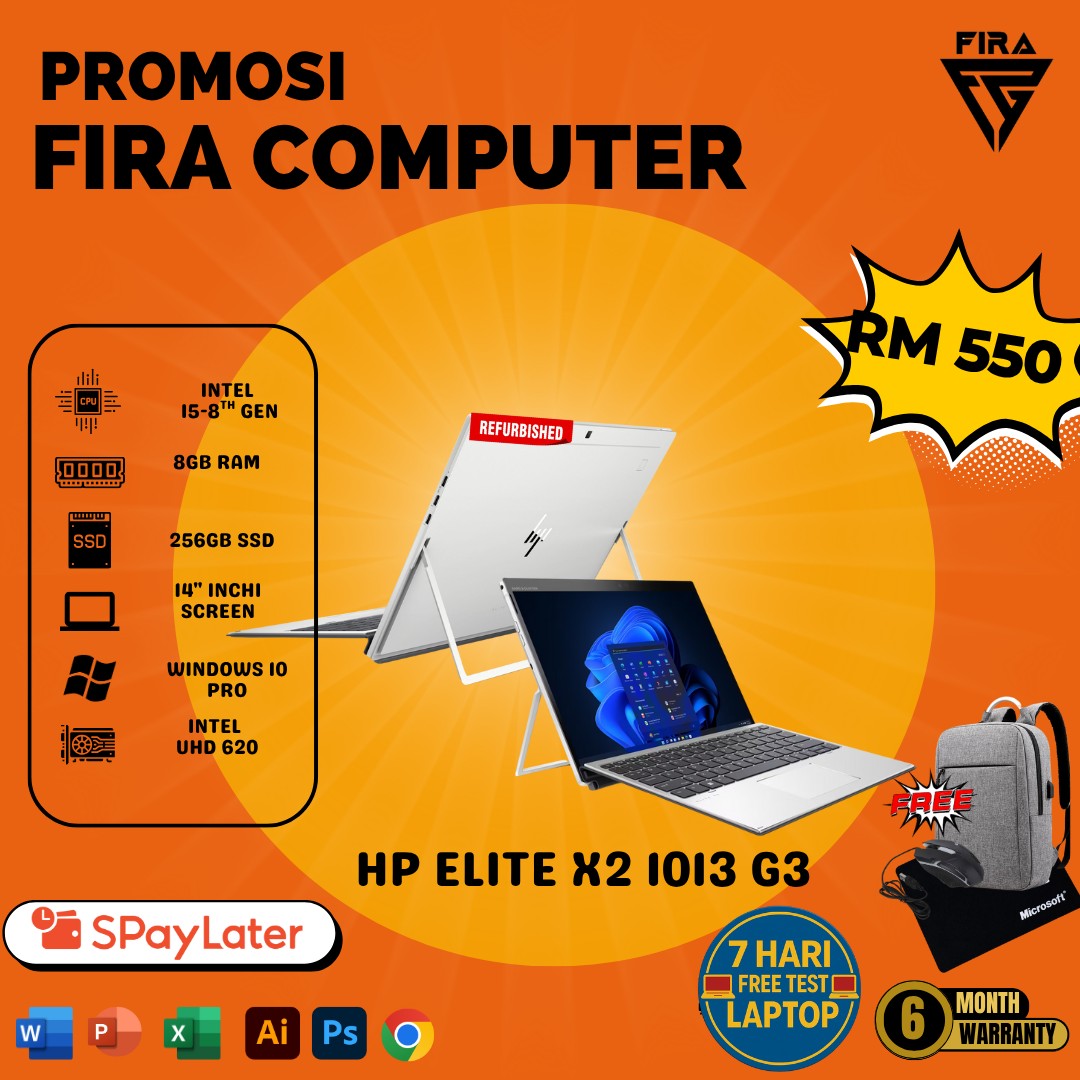 PROMOSI
FIRA COMPUTER
FIRA
FG
RM 550
CPU
INTEL
I5-8TH GEN
8GB RAM
SSD
256GB SSD
14" INCHI
SCREEN
WINDOWS 10
PRO
INTEL
UHD 620
REFURBISHED
hp
HP ELITE X2 1013 G3
FREE
Microsoft
SPayLater
7 HARI
FREE TEST
LAPTOP
6 MONTH
WARRANTY
W
P
X
Ai
Ps